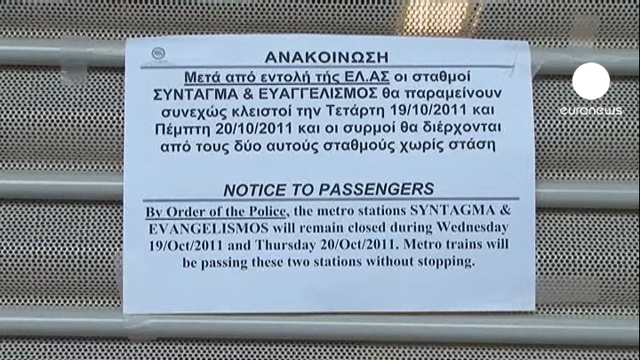 ΑΝΑΚΟΙΝΩΣΗ
Μετά από εντολή τής ΕΛ.ΑΣ οι σταθμοί
ΣΥΝΤΑΓΜΑ & ΕΥΑΓΓΕΛΙΣΜΟΣ θα παραμείνουν
συνεχώς κλειστοί την Τετάρτη 19/10/2011 και
Πέμπτη 20/10/2011 και οι συρμοί θα διέρχονται
από τους δύο αυτούς σταθμούς χωρίς στάση
NOTICE TO PASSENGERS
By Order of the Police, the metro stations SYNTAGMA &
EVANGELISMOS will remain closed during Wednesday
19/Oct/2011 and Thursday 20/Oct/2011. Metro trains will
be passing these two stations without stopping.
euronews